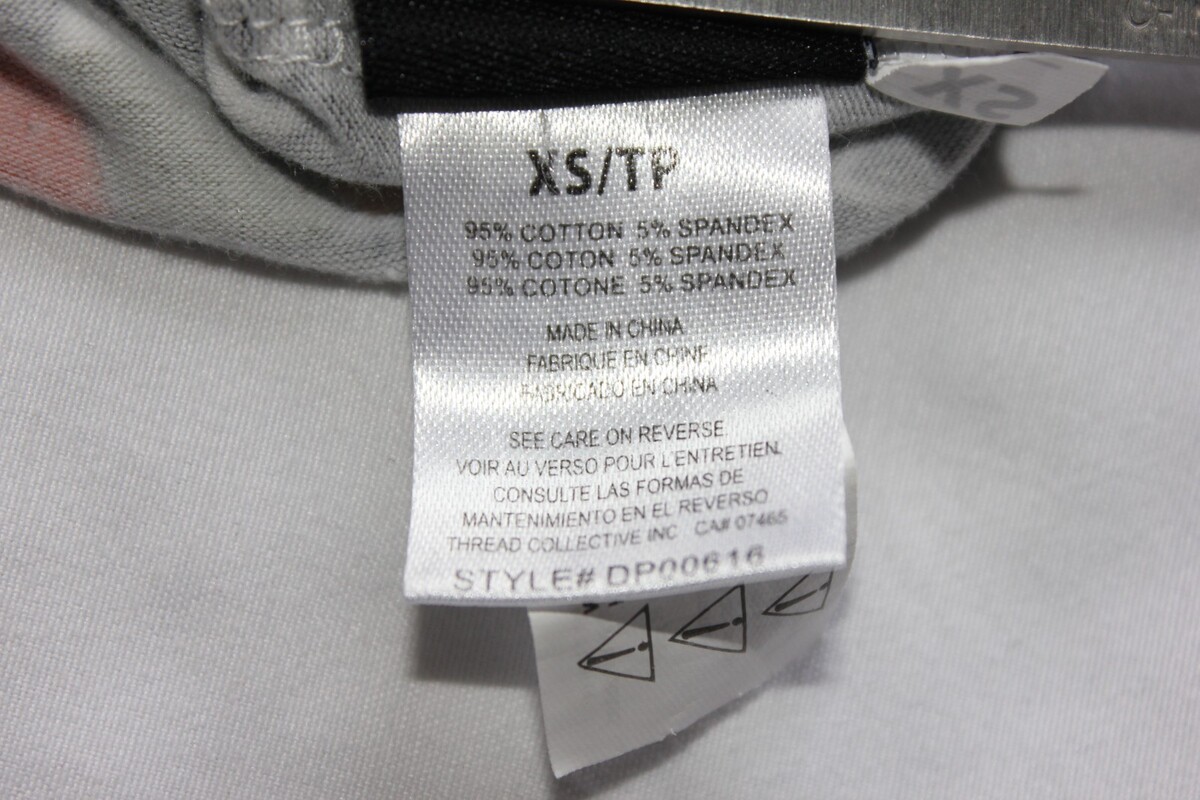 XS
XS/TP
95% COTTON 5% SPANDEX
95% COTON 5% SPANDEX
95% COTONE 5% SPANDEX
MADE IN CHINA
FABRIQUE EN CHINE
FABRICADO EN CHINA
SEE CARE ON REVERSE
VOIR AU VERSO POUR L'ENTRETIEN.
CONSULTE LAS FORMAS DE
MANTENIMIENTO EN EL REVERSO
THREAD COLLECTIVE INC CA# 07465
STYLE# DP00616